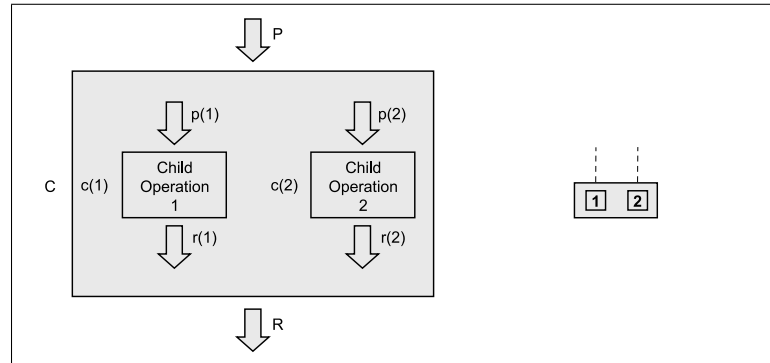 P
p(1)
p(2)
C
c(1)
Child
Operation
1
c(2)
Child
Operation
2
r(1)
r(2)
R
1
2